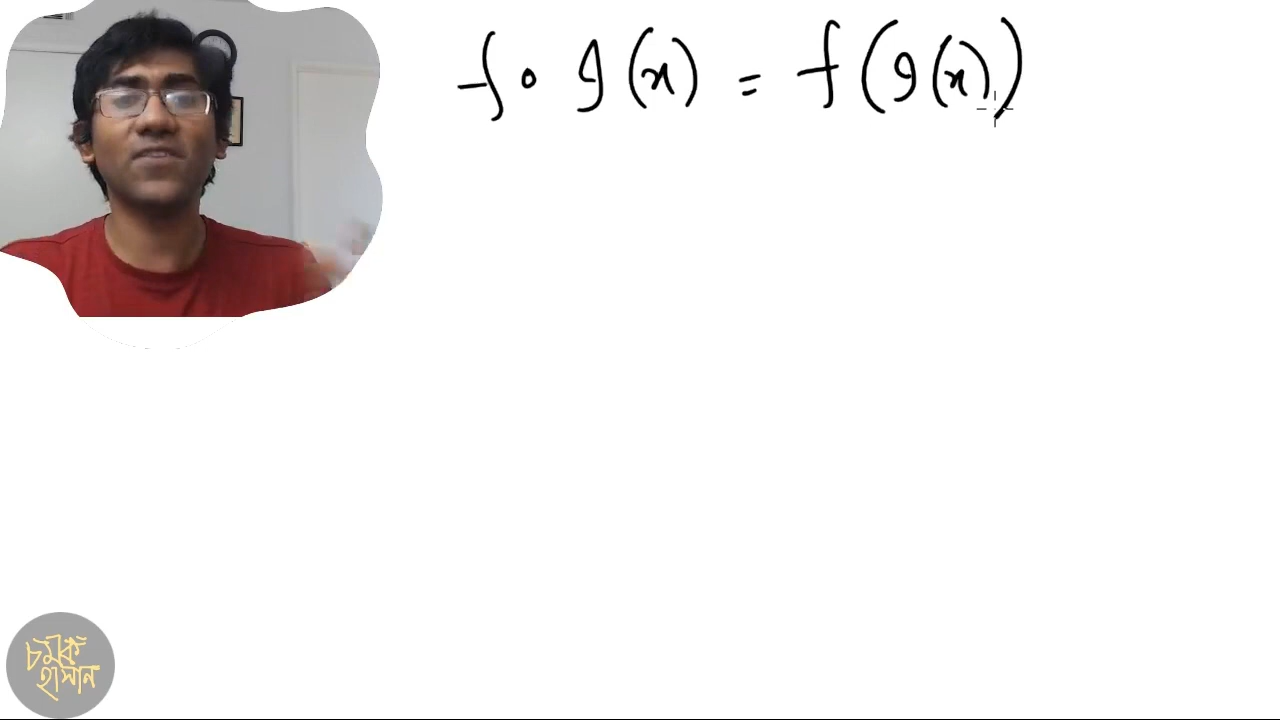 f∘g(x) = f(g(x))
চমক
হাসান